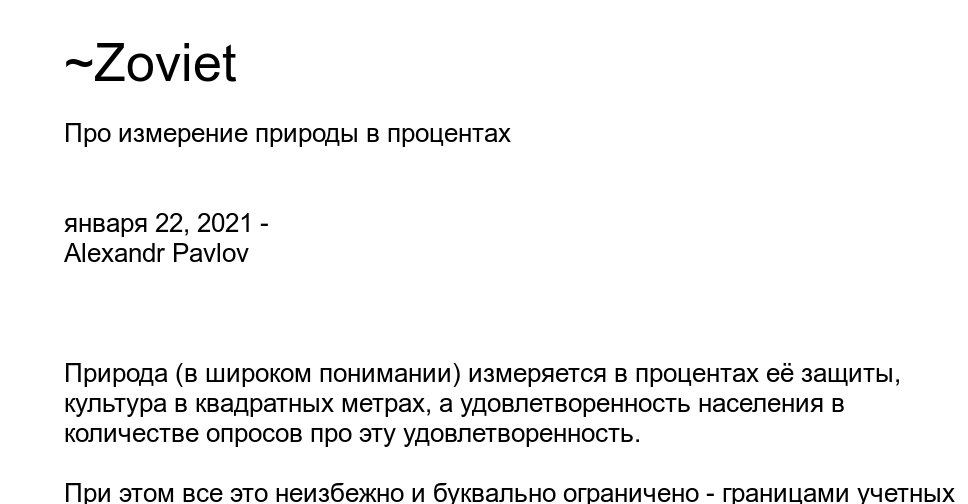 ~Zoviet
Про измерение природы в процентах
января 22, 2021 -
Alexandr Pavlov
Природа (в широком понимании) измеряется в процентах её защиты,
культура в квадратных метрах, а удовлетворенность населения в
количестве опросов про эту удовлетворенность.
При этом все это неизбежно и буквально ограничено - границами учетных